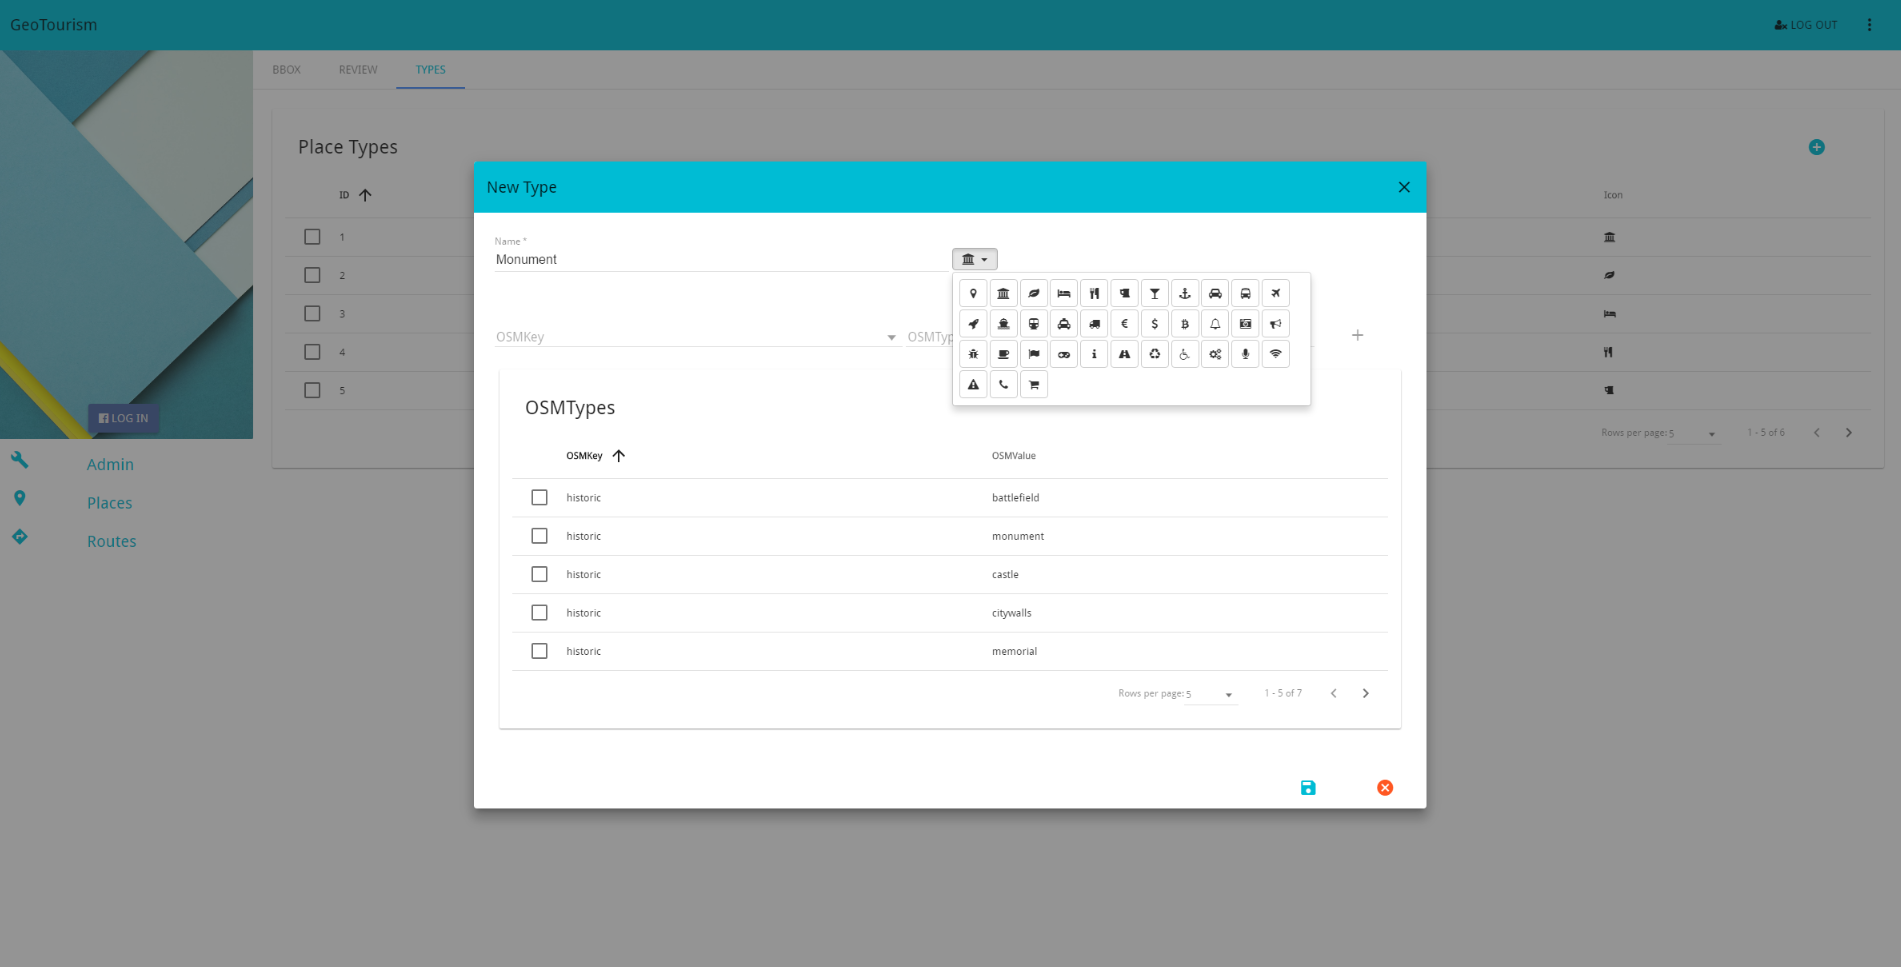 GeoTourism
LOG OUT
BBOX REVIEW TYPES
Place Types
ID Icon
1
2
3
4
5
Rows per page: 5 1 - 5 of 6
LOG IN
Admin
Places
Routes
New Type
Name *
Monument
OSMKey OSMTyp
OSMTypes
OSMKey OSMValue
historic battlefield
historic monument
historic castle
historic citywalls
historic memorial
Rows per page: 5 1 - 5 of 7